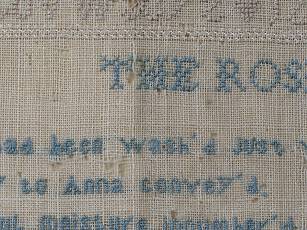 THE ROS
ad been Wash'd Just
y to Anna convey'd.
moisture